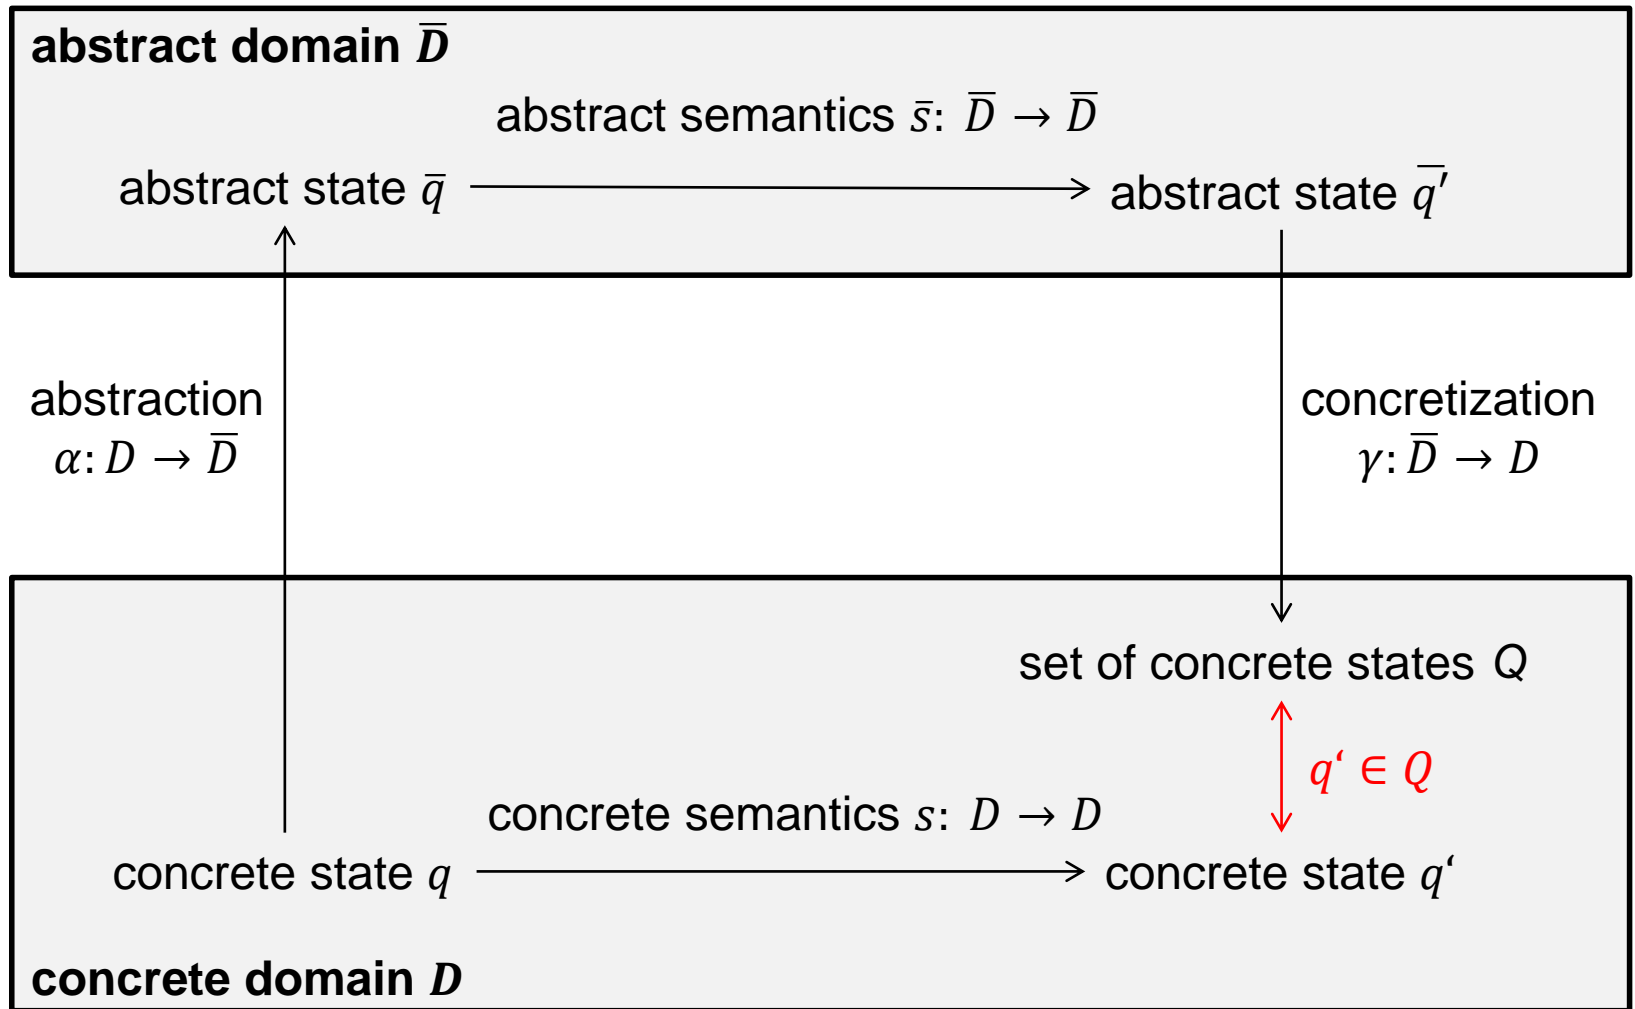 abstract domain D̅
abstract semantics s̅: D̅ → D̅
abstract state q̅
abstract state q̅′
abstraction
α: D → D̅
concretization
γ: D̅ → D
set of concrete states Q
q‘ ∈ Q
concrete semantics s: D → D
concrete state q
concrete state q‘
concrete domain D